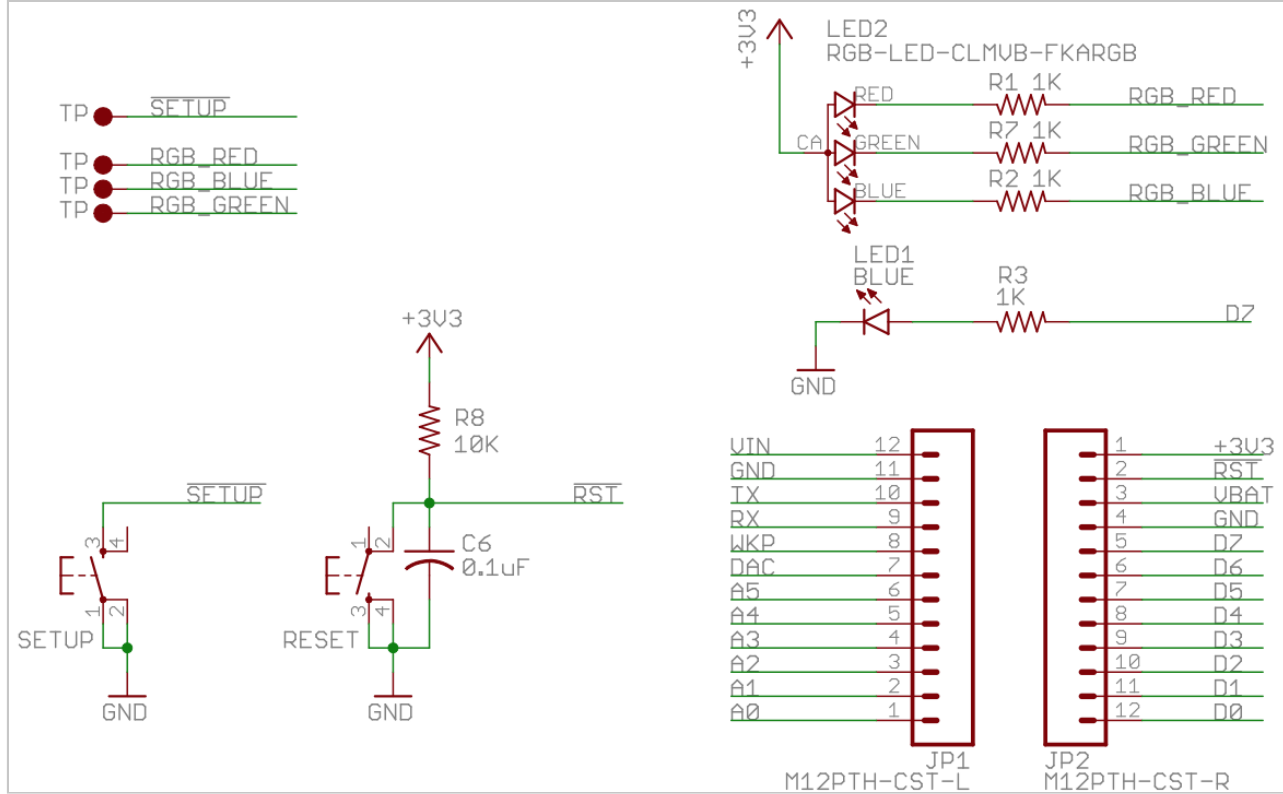 +3V3
LED2
RGB-LED-CLMVB-FKARGB
TP SETUP
TP RGB_RED
TP RGB_BLUE
TP RGB_GREEN
CA
RED R1 1K RGB_RED
GREEN R7 1K RGB_GREEN
BLUE R2 1K RGB_BLUE
LED1
BLUE
R3
1K
D7
GND
+3V3
R8
10K
SETUP
3 4
1 2
SETUP
GND
RST
1 2
3 4
RESET
C6
0.1uF
GND
VIN 12
GND 11
TX 10
RX 9
WKP 8
DAC 7
A5 6
A4 5
A3 4
A2 3
A1 2
A0 1
JP1
M12PTH-CST-L
1 +3V3
2 RST
3 VBAT
4 GND
5 D7
6 D6
7 D5
8 D4
9 D3
10 D2
11 D1
12 D0
JP2
M12PTH-CST-R